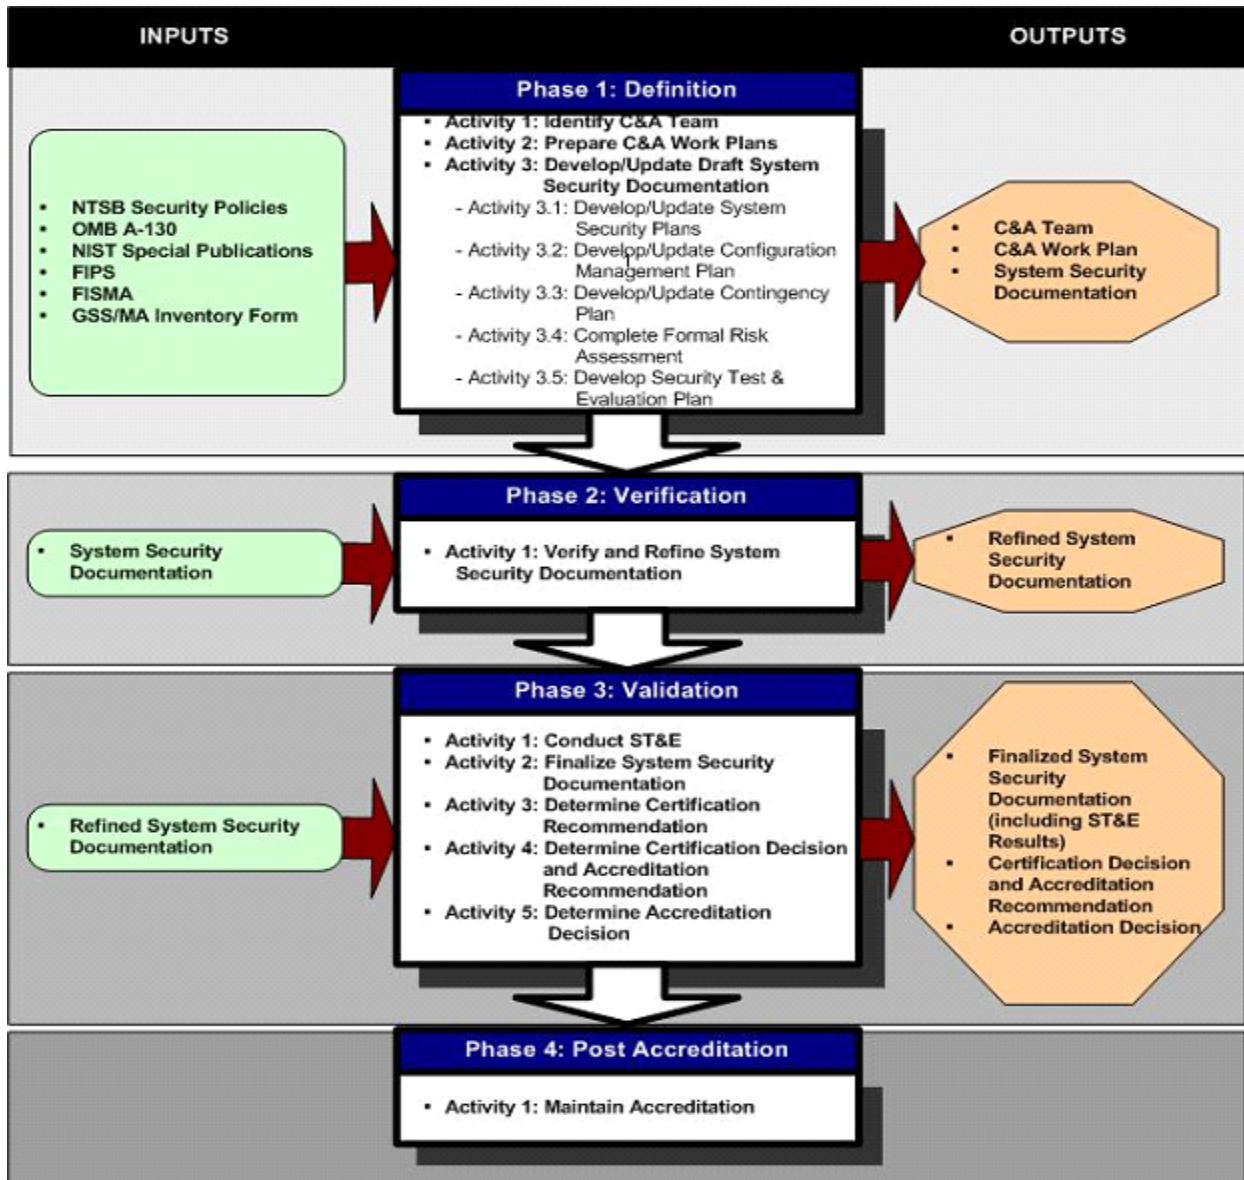 INPUTS
OUTPUTS
Phase 1: Definition
▪ NTSB Security Policies
▪ OMB A-130
▪ NIST Special Publications
▪ FIPS
▪ FISMA
▪ GSS/MA Inventory Form
▪ Activity 1: Identify C&A Team
▪ Activity 2: Prepare C&A Work Plans
▪ Activity 3: Develop/Update Draft System
Security Documentation
- Activity 3.1: Develop/Update System
Security Plans
- Activity 3.2: Develop/Update Configuration
Management Plan
- Activity 3.3: Develop/Update Contingency
Plan
- Activity 3.4: Complete Formal Risk
Assessment
- Activity 3.5: Develop Security Test &
Evaluation Plan
▪ C&A Team
▪ C&A Work Plan
▪ System Security
Documentation
Phase 2: Verification
▪ System Security
Documentation
▪ Activity 1: Verify and Refine System
Security Documentation
▪ Refined System
Security
Documentation
Phase 3: Validation
▪ Refined System Security
Documentation
▪ Activity 1: Conduct ST&E
▪ Activity 2: Finalize System Security
Documentation
▪ Activity 3: Determine Certification
Recommendation
▪ Activity 4: Determine Certification Decision
and Accreditation
Recommendation
▪ Activity 5: Determine Accreditation
Decision
▪ Finalized System
Security
Documentation
(including ST&E
Results)
▪ Certification Decision
and Accreditation
Recommendation
▪ Accreditation Decision
Phase 4: Post Accreditation
▪ Activity 1: Maintain Accreditation